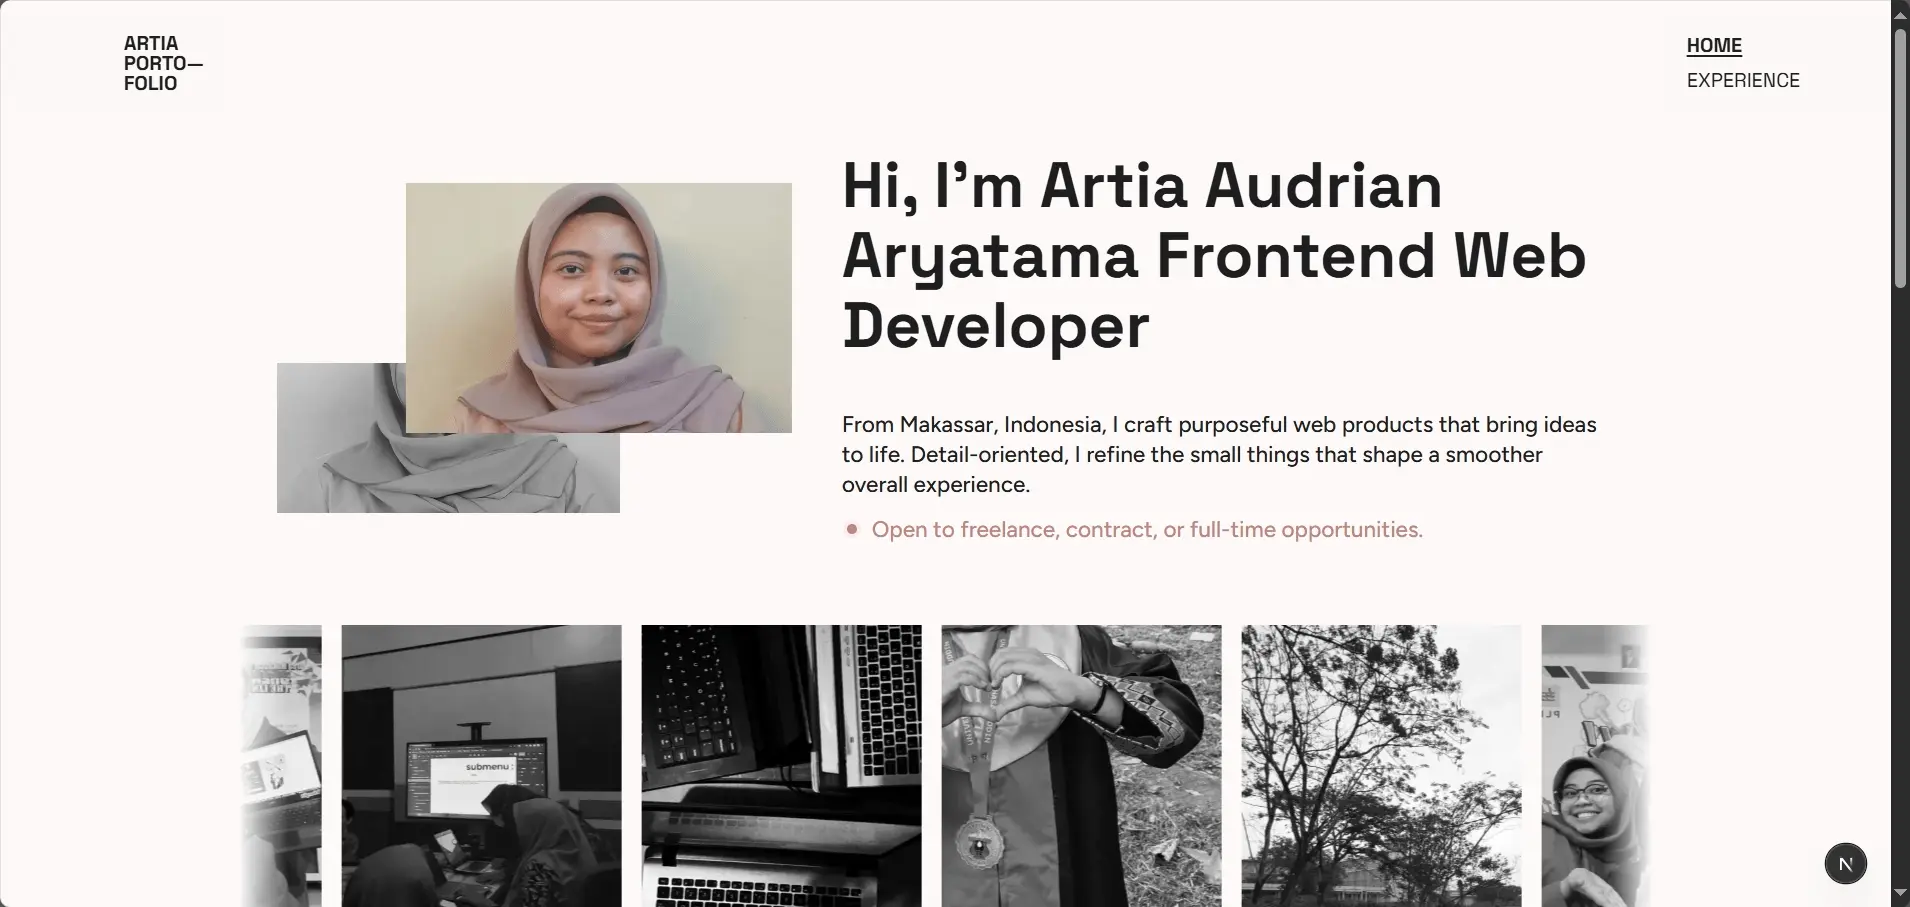 ARTIA
PORTO—
FOLIO
HOME
EXPERIENCE
Hi, I’m Artia Audrian
Aryatama Frontend Web
Developer
From Makassar, Indonesia, I craft purposeful web products that bring ideas
to life. Detail-oriented, I refine the small things that shape a smoother
overall experience.
Open to freelance, contract, or full-time opportunities.
submenu :
N